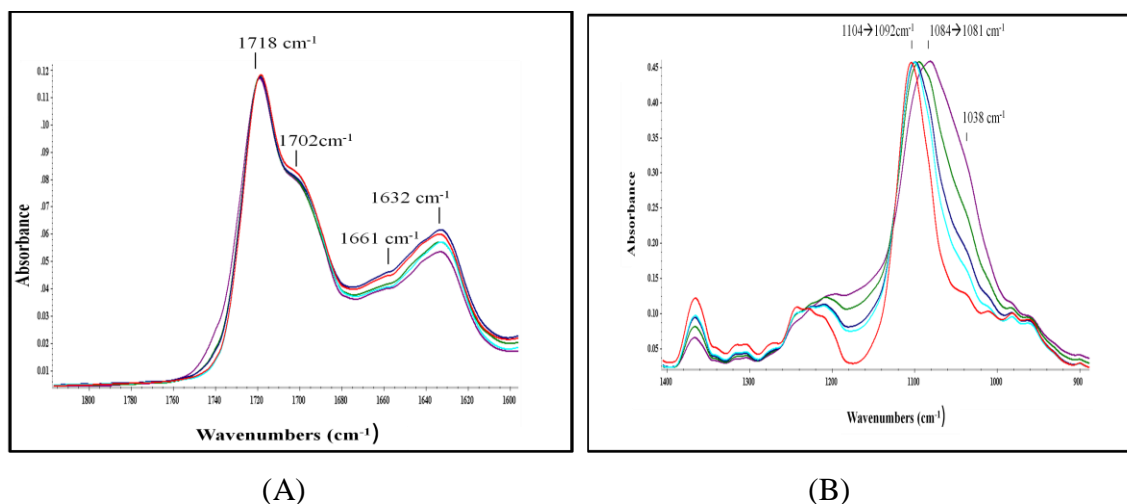 1718 cm-1
1702cm-1
1632 cm-1
1661 cm-1
0.12
.11
.10
.09
.08
.07
.06
.05
.04
.03
.02
.01
Absorbance
1800 1780 1760 1740 1720 1700 1680 1660 1640 1620 1600
Wavenumbers (cm-1)
(A)
1104→1092cm-1
1084→1081 cm-1
1038 cm-1
0.45
0.40
0.35
0.30
0.25
0.20
0.15
0.10
0.05
Absorbance
1400 1300 1200 1100 1000 900
Wavenumbers (cm-1)
(B)